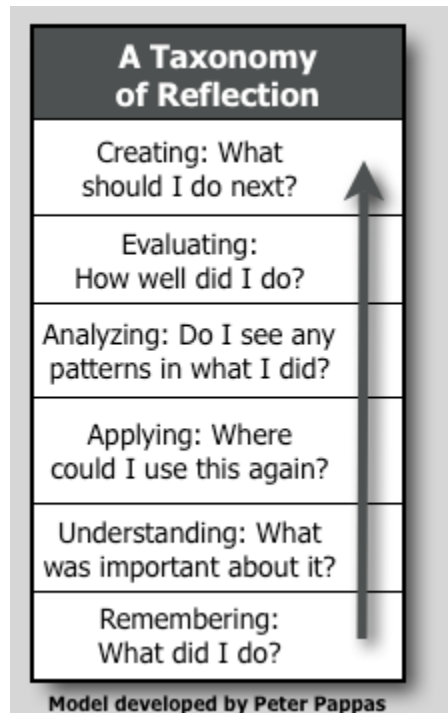 A Taxonomy
of Reflection
Creating: What
should I do next?
Evaluating:
How well did I do?
Analyzing: Do I see any
patterns in what I did?
Applying: Where
could I use this again?
Understanding: What
was important about it?
Remembering:
What did I do?
Model developed by Peter Pappas